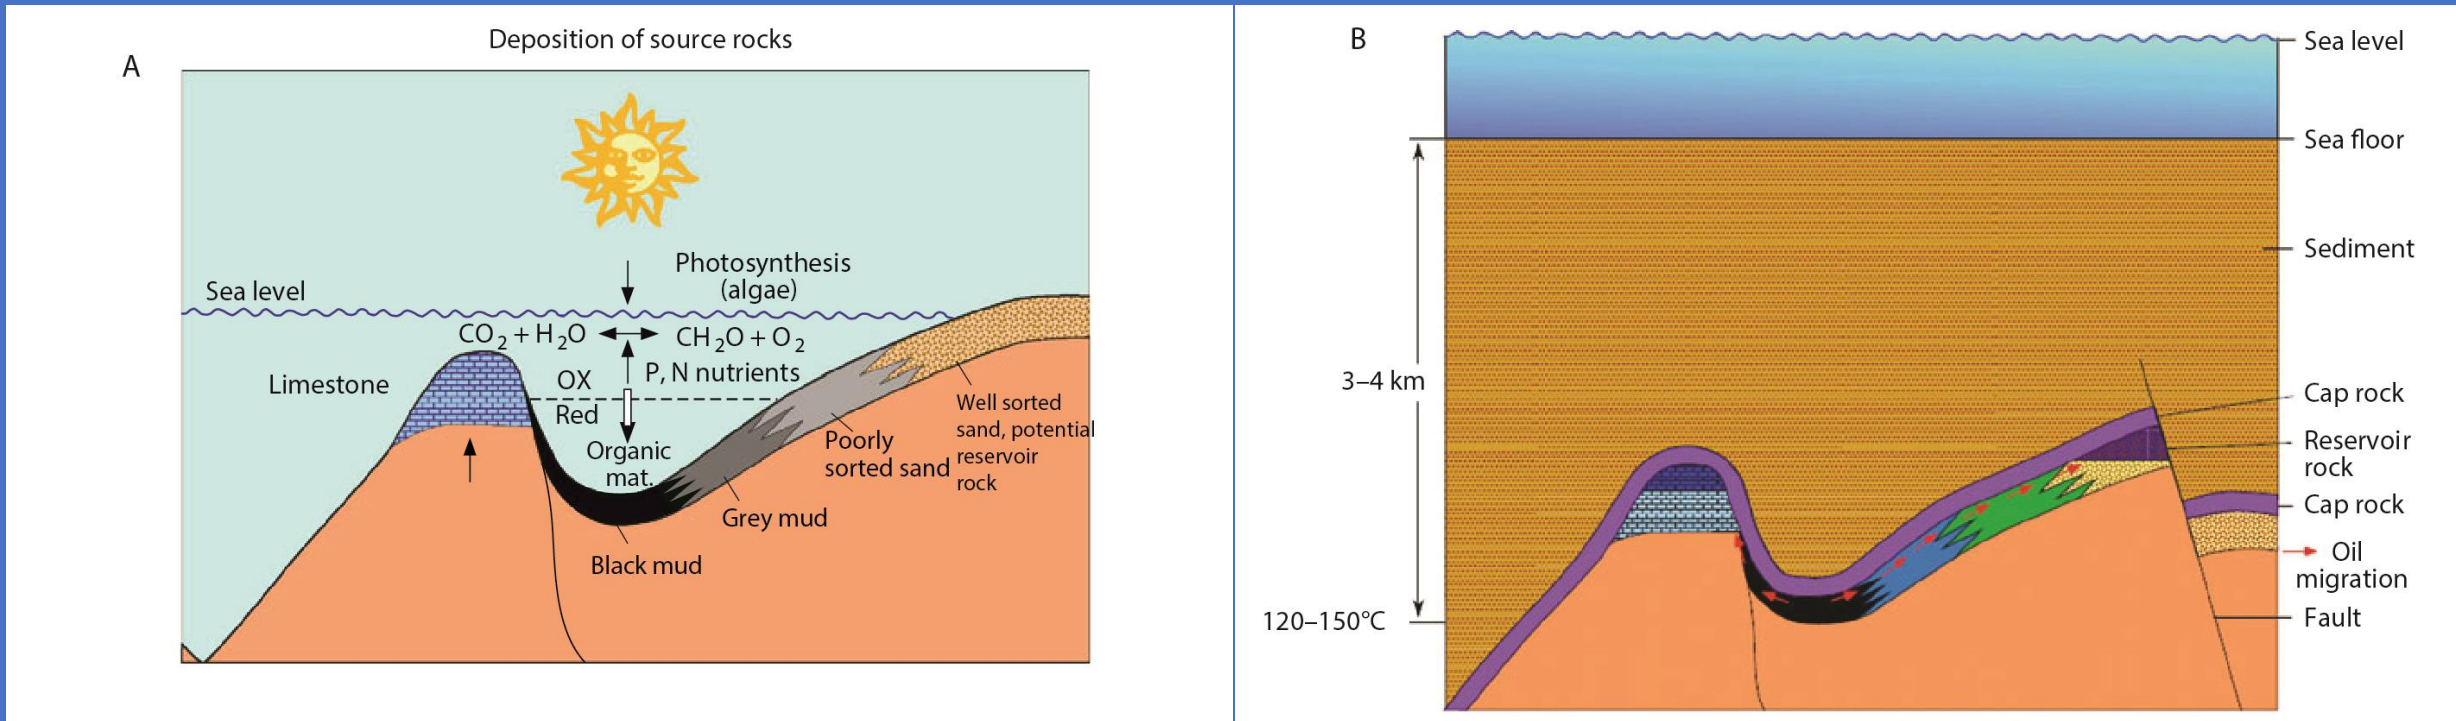 Deposition of source rocks
A
Photosynthesis
(algae)
Sea level
CO2 + H2O
CH2O + O2
P, N nutrients
Limestone
OX
Red
Organic
mat.
Well sorted
sand, potential
reservoir
rock
Poorly
sorted sand
Grey mud
Black mud
B
Sea level
Sea floor
Sediment
3–4 km
Cap rock
Reservoir
rock
Cap rock
Oil
migration
120–150°C
Fault